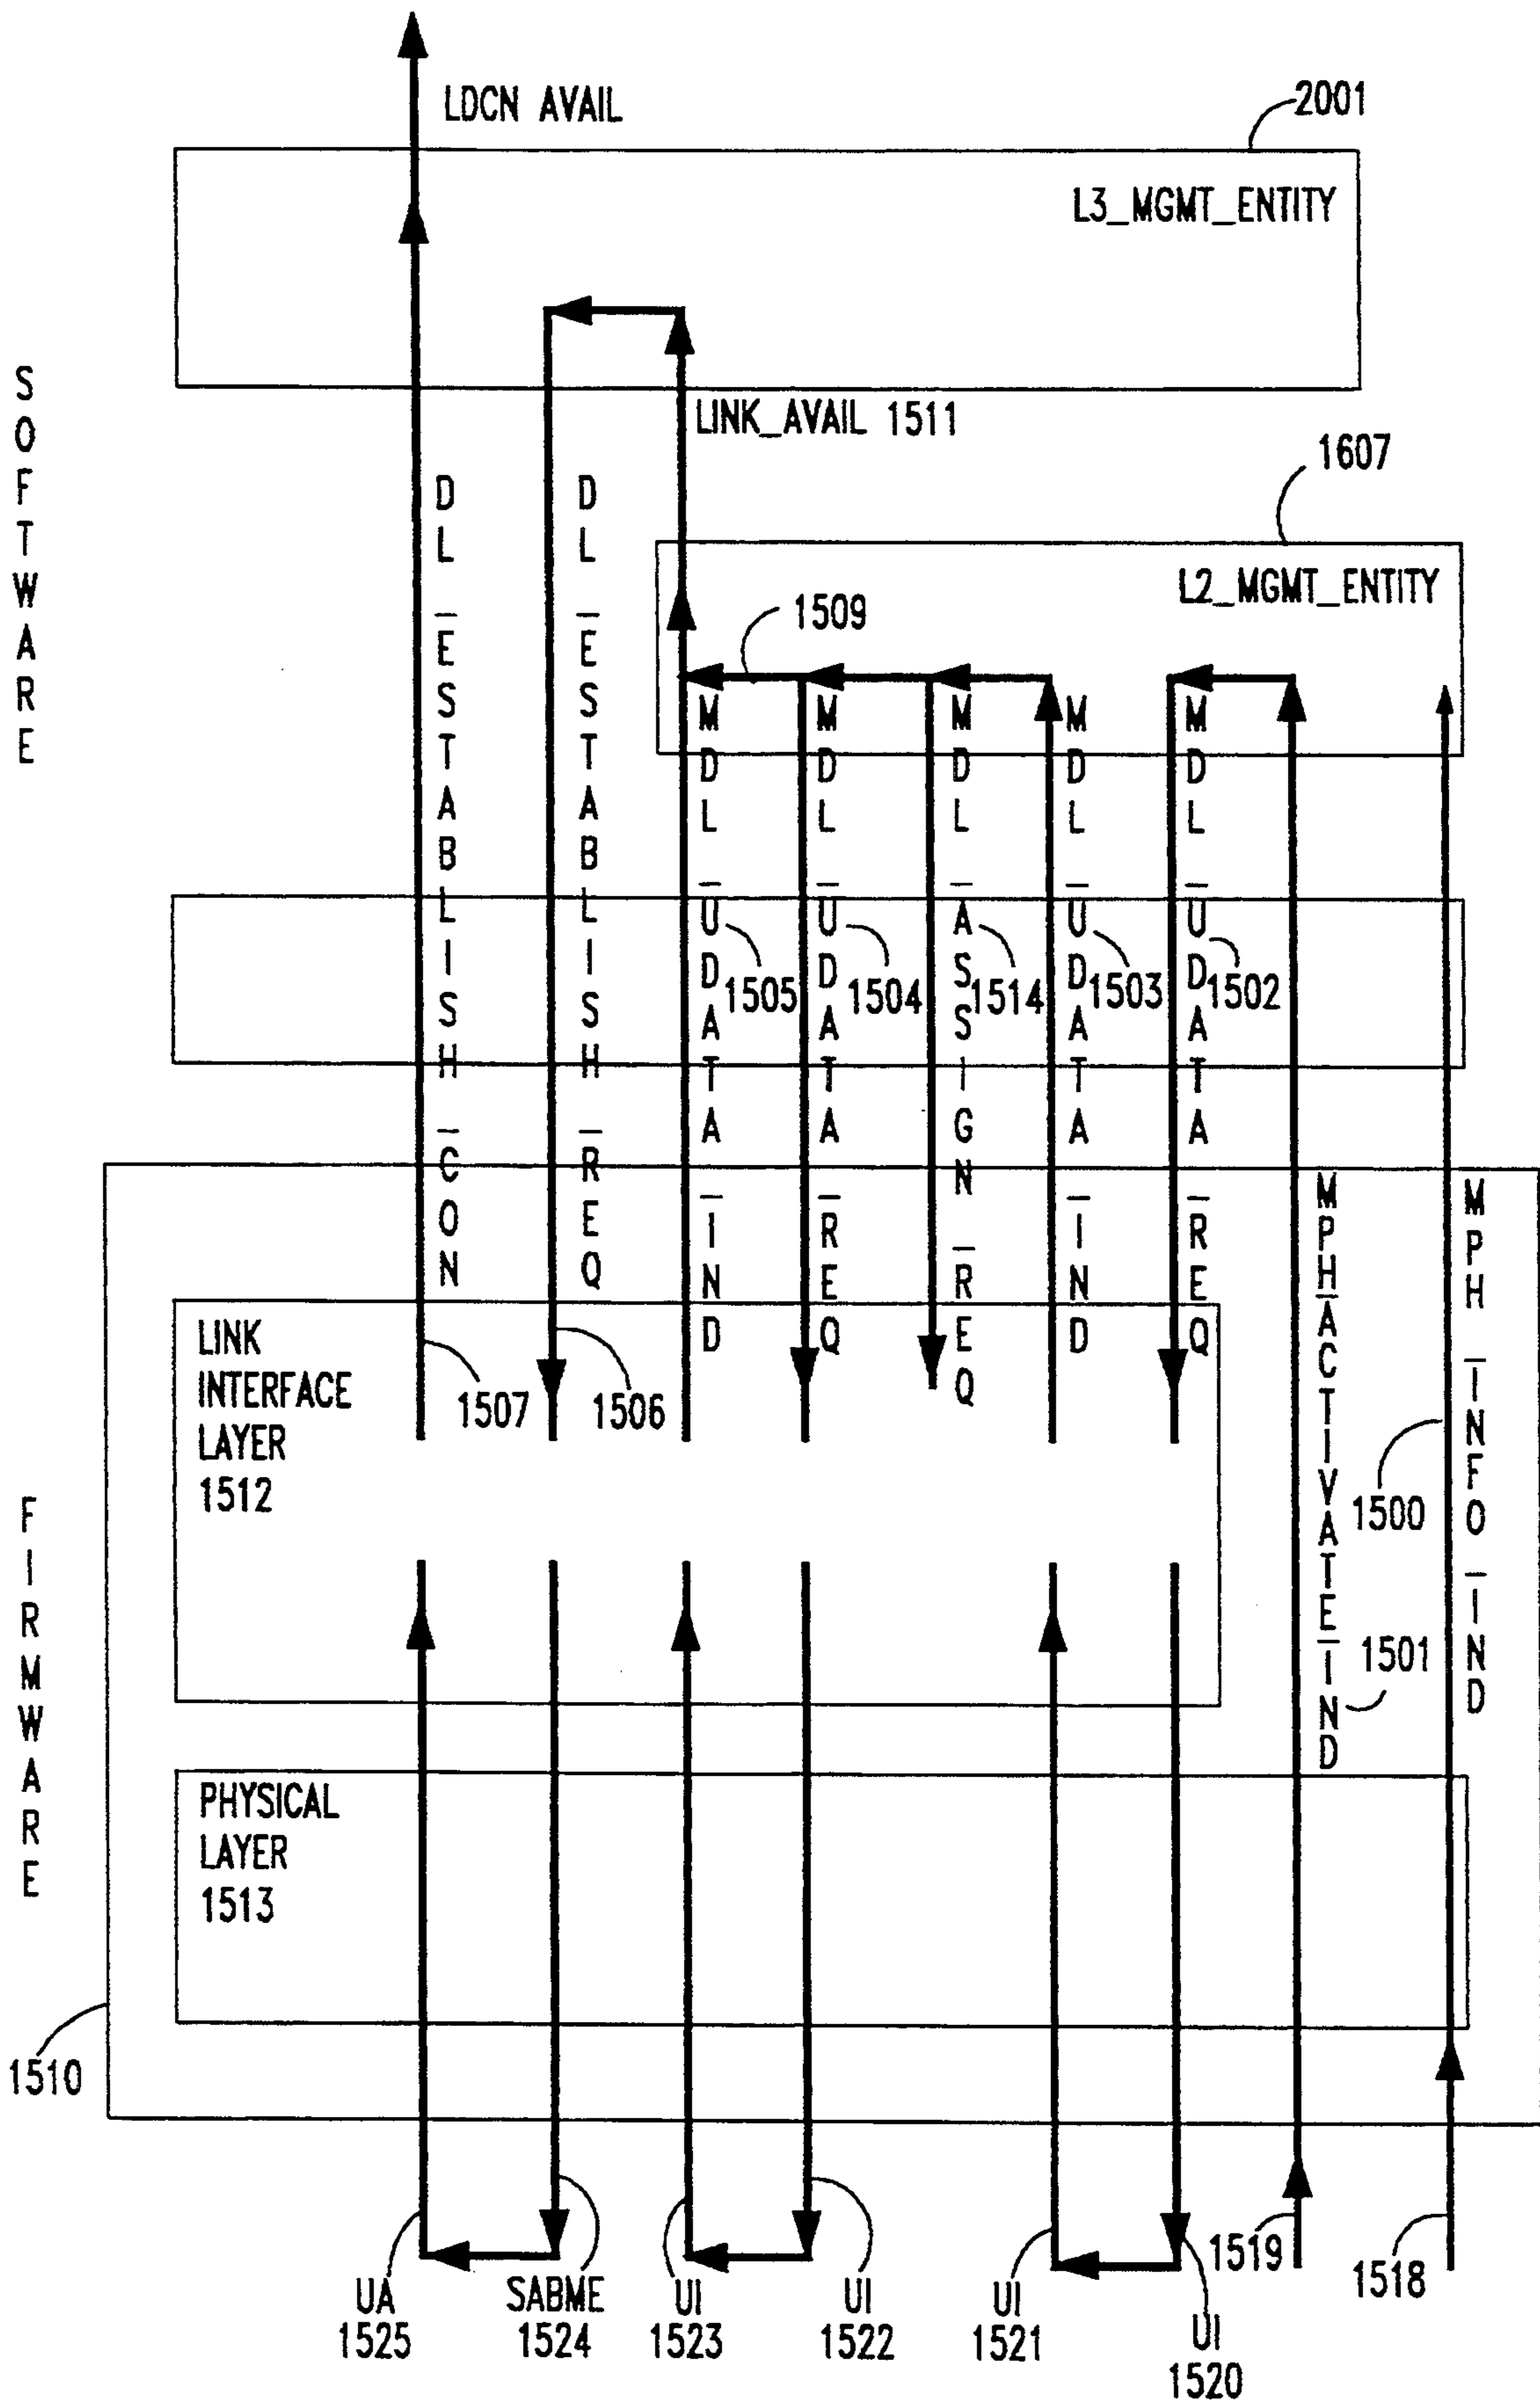 LDCN AVAIL
2001
L3_MGMT_ENTITY
SOFTWARE
LINK_AVAIL 1511
1607
L2_MGMT_ENTITY
1509
DL_ESTABLISH_CON
DL_ESTABLISH_REQ
MDL_UDATA_IND
MDL_UDATA_REQ
MDL_ASSIGN_REQ
MDL_UDATA_IND
MDL_UDATA_REQ
1505
1504
1514
1503
1502
MPH_ACTIVATE_IND
MPH_INFO_IND
LINK
INTERFACE
LAYER
1512
1507
1506
1500
1501
FIRMWARE
PHYSICAL
LAYER
1513
1510
1519
1518
UA
1525
SABME
1524
UI
1523
UI
1522
UI
1521
UI
1520